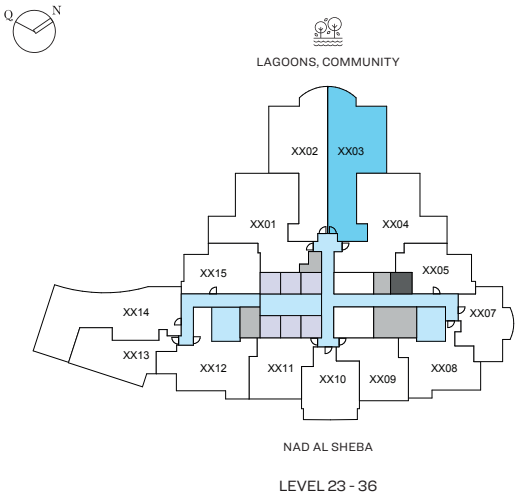 Q N
LAGOONS, COMMUNITY
XX02 XX03
XX01 XX04
XX15 XX05
XX14 XX07
XX13 XX12 XX11 XX10 XX09 XX08
NAD AL SHEBA
LEVEL 23 - 36